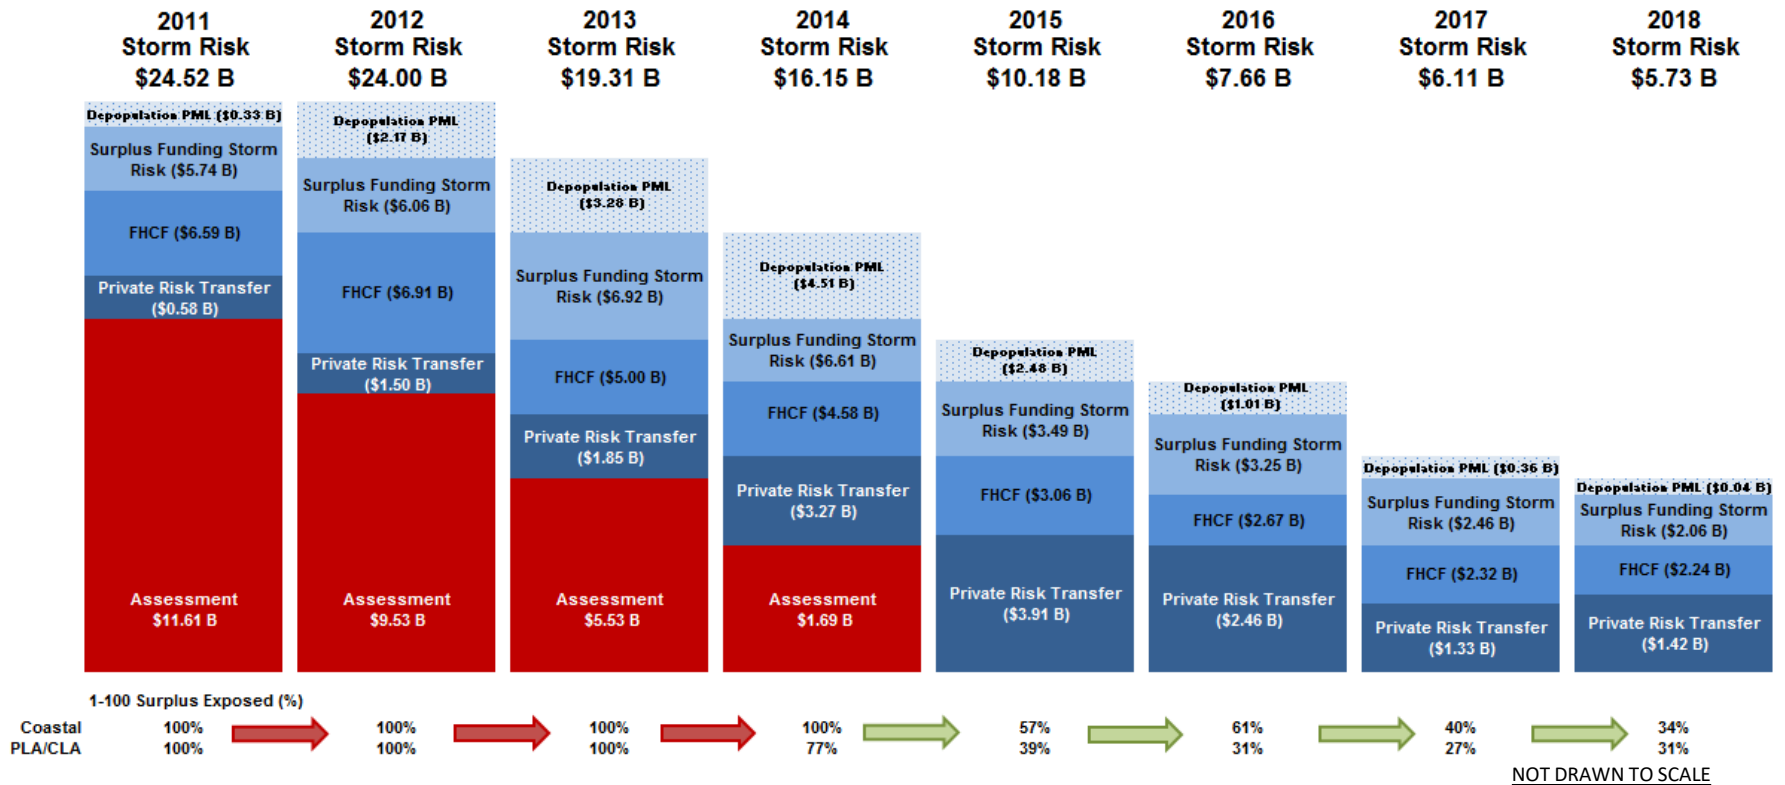 2011
Storm Risk
$24.52 B
2012
Storm Risk
$24.00 B
2013
Storm Risk
$19.31 B
2014
Storm Risk
$16.15 B
2015
Storm Risk
$10.18 B
2016
Storm Risk
$7.66 B
2017
Storm Risk
$6.11 B
2018
Storm Risk
$5.73 B
Depopulation PML ($0.33 B)
Surplus Funding Storm
Risk ($5.74 B)
FHCF ($6.59 B)
Private Risk Transfer
($0.58 B)
Assessment
$11.61 B
Depopulation PML
($2.17 B)
Surplus Funding Storm
Risk ($6.06 B)
FHCF ($6.91 B)
Private Risk Transfer
($1.50 B)
Assessment
$9.53 B
Depopulation PML
($3.28 B)
Surplus Funding Storm
Risk ($6.92 B)
FHCF ($5.00 B)
Private Risk Transfer
($1.85 B)
Assessment
$5.53 B
Depopulation PML
($4.51 B)
Surplus Funding Storm
Risk ($6.61 B)
FHCF ($4.58 B)
Private Risk Transfer
($3.27 B)
Assessment
$1.69 B
Depopulation PML
($2.48 B)
Surplus Funding Storm
Risk ($3.49 B)
FHCF ($3.06 B)
Private Risk Transfer
($3.91 B)
Depopulation PML
($1.01 B)
Surplus Funding Storm
Risk ($3.25 B)
FHCF ($2.67 B)
Private Risk Transfer
($2.46 B)
Depopulation PML ($0.36 B)
Surplus Funding Storm
Risk ($2.46 B)
FHCF ($2.32 B)
Private Risk Transfer
($1.33 B)
Depopulation PML ($0.04 B)
Surplus Funding Storm
Risk ($2.06 B)
FHCF ($2.24 B)
Private Risk Transfer
($1.42 B)
1-100 Surplus Exposed (%)
Coastal 100% 100% 100% 100% 57% 61% 40% 34%
PLA/CLA 100% 100% 100% 77% 39% 31% 27% 31%
NOT DRAWN TO SCALE